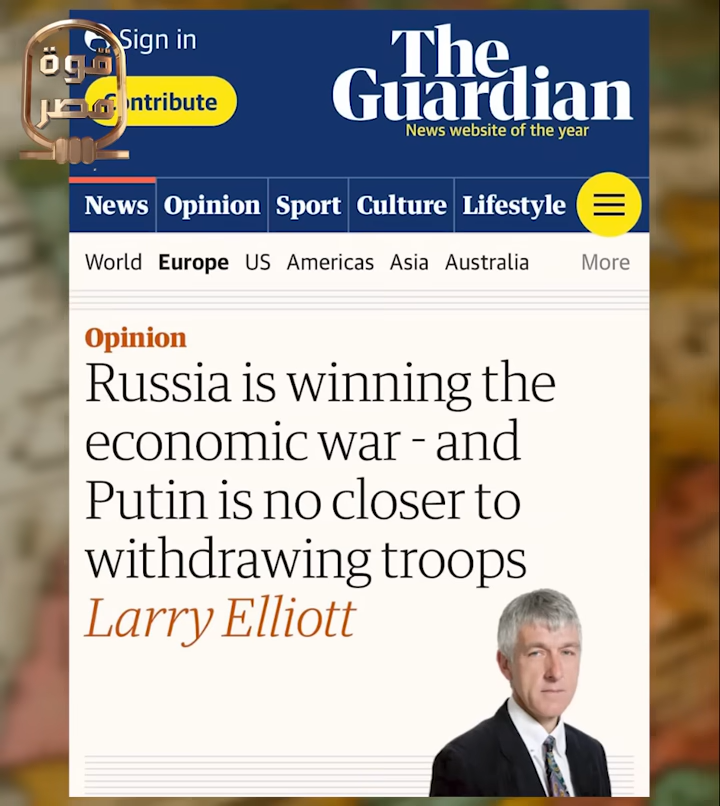 Sign in
قوة
مصر
ontribute
The
Guardian
News website of the year
News Opinion Sport Culture Lifestyle
World Europe US Americas Asia Australia More
Opinion
Russia is winning the
economic war - and
Putin is no closer to
withdrawing troops
Larry Elliott